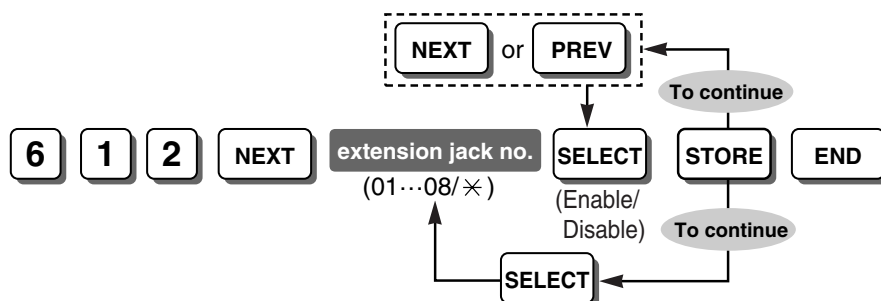 NEXT or PREV
To continue
6 1 2 NEXT extension jack no. SELECT STORE END
(01···08/✳) (Enable/
Disable) To continue
SELECT